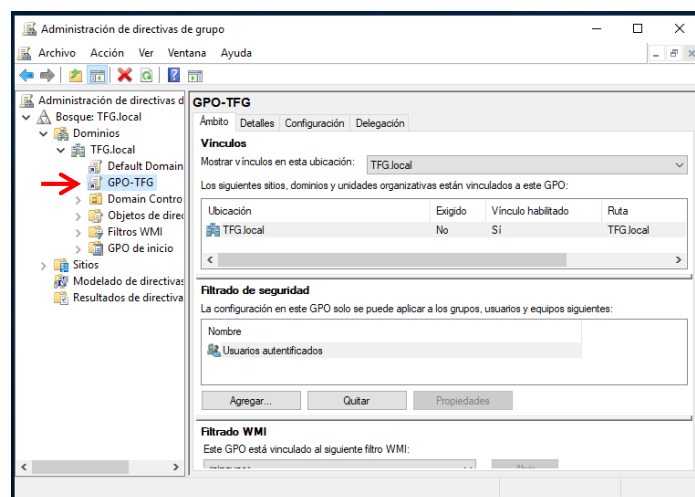 Administración de directivas de grupo
Archivo Acción Ver Ventana Ayuda
Administración de directivas d
Bosque: TFG.local
Dominios
TFG.local
Default Domain
GPO-TFG
Domain Contro
Objetos de direc
Filtros WMI
GPO de inicio
Sitios
Modelado de directivas
Resultados de directiva
GPO-TFG
Ámbito Detalles Configuración Delegación
Vínculos
Mostrar vínculos en esta ubicación: TFG.local
Los siguientes sitios, dominios y unidades organizativas están vinculados a este GPO:
Ubicación Exigido Vínculo habilitado Ruta
TFG.local No Sí TFG.local
Filtrado de seguridad
La configuración en este GPO solo se puede aplicar a los grupos, usuarios y equipos siguientes:
Nombre
Usuarios autentificados
Agregar... Quitar Propiedades
Filtrado WMI
Este GPO está vinculado al siguiente filtro WMI: